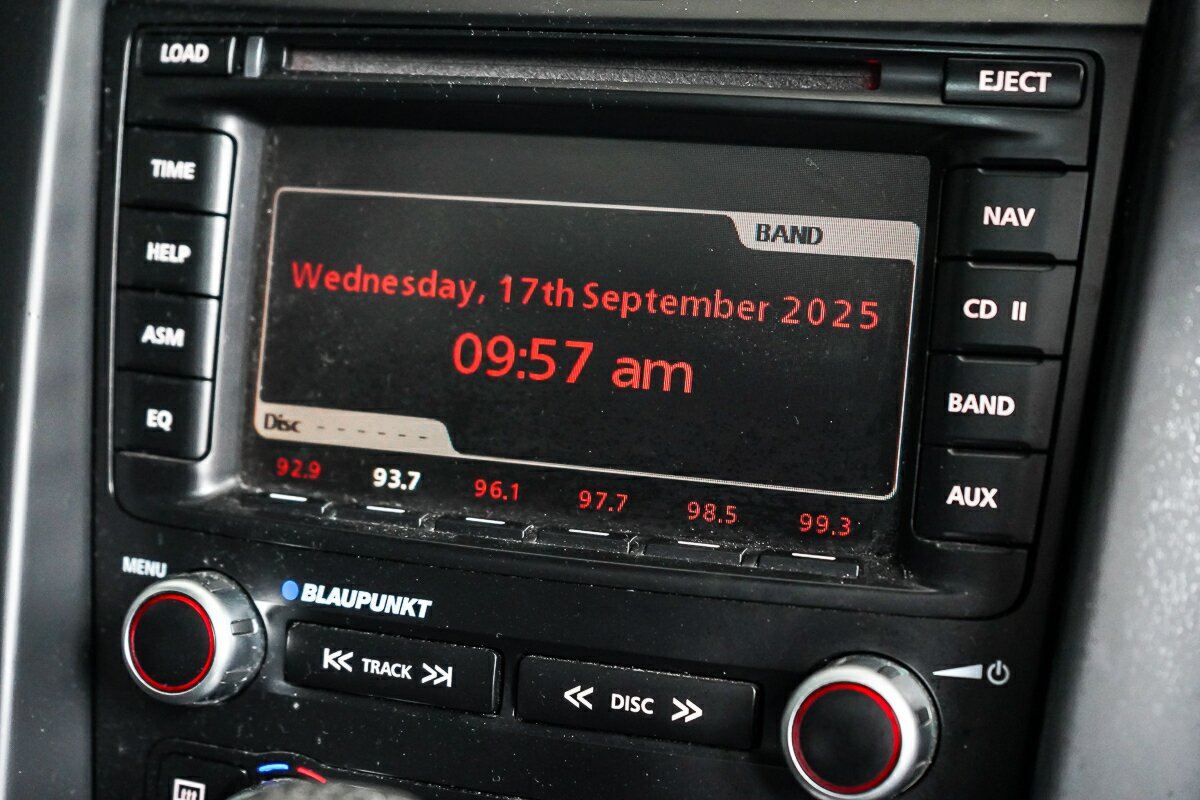 LOAD
EJECT
TIME
HELP
ASM
EQ
BAND
Wednesday, 17th September 2025
09:57 am
Disc - - - - - -
92.9 93.7 96.1 97.7 98.5 99.3
NAV
CD II
BAND
AUX
MENU
BLAUPUNKT
TRACK
DISC